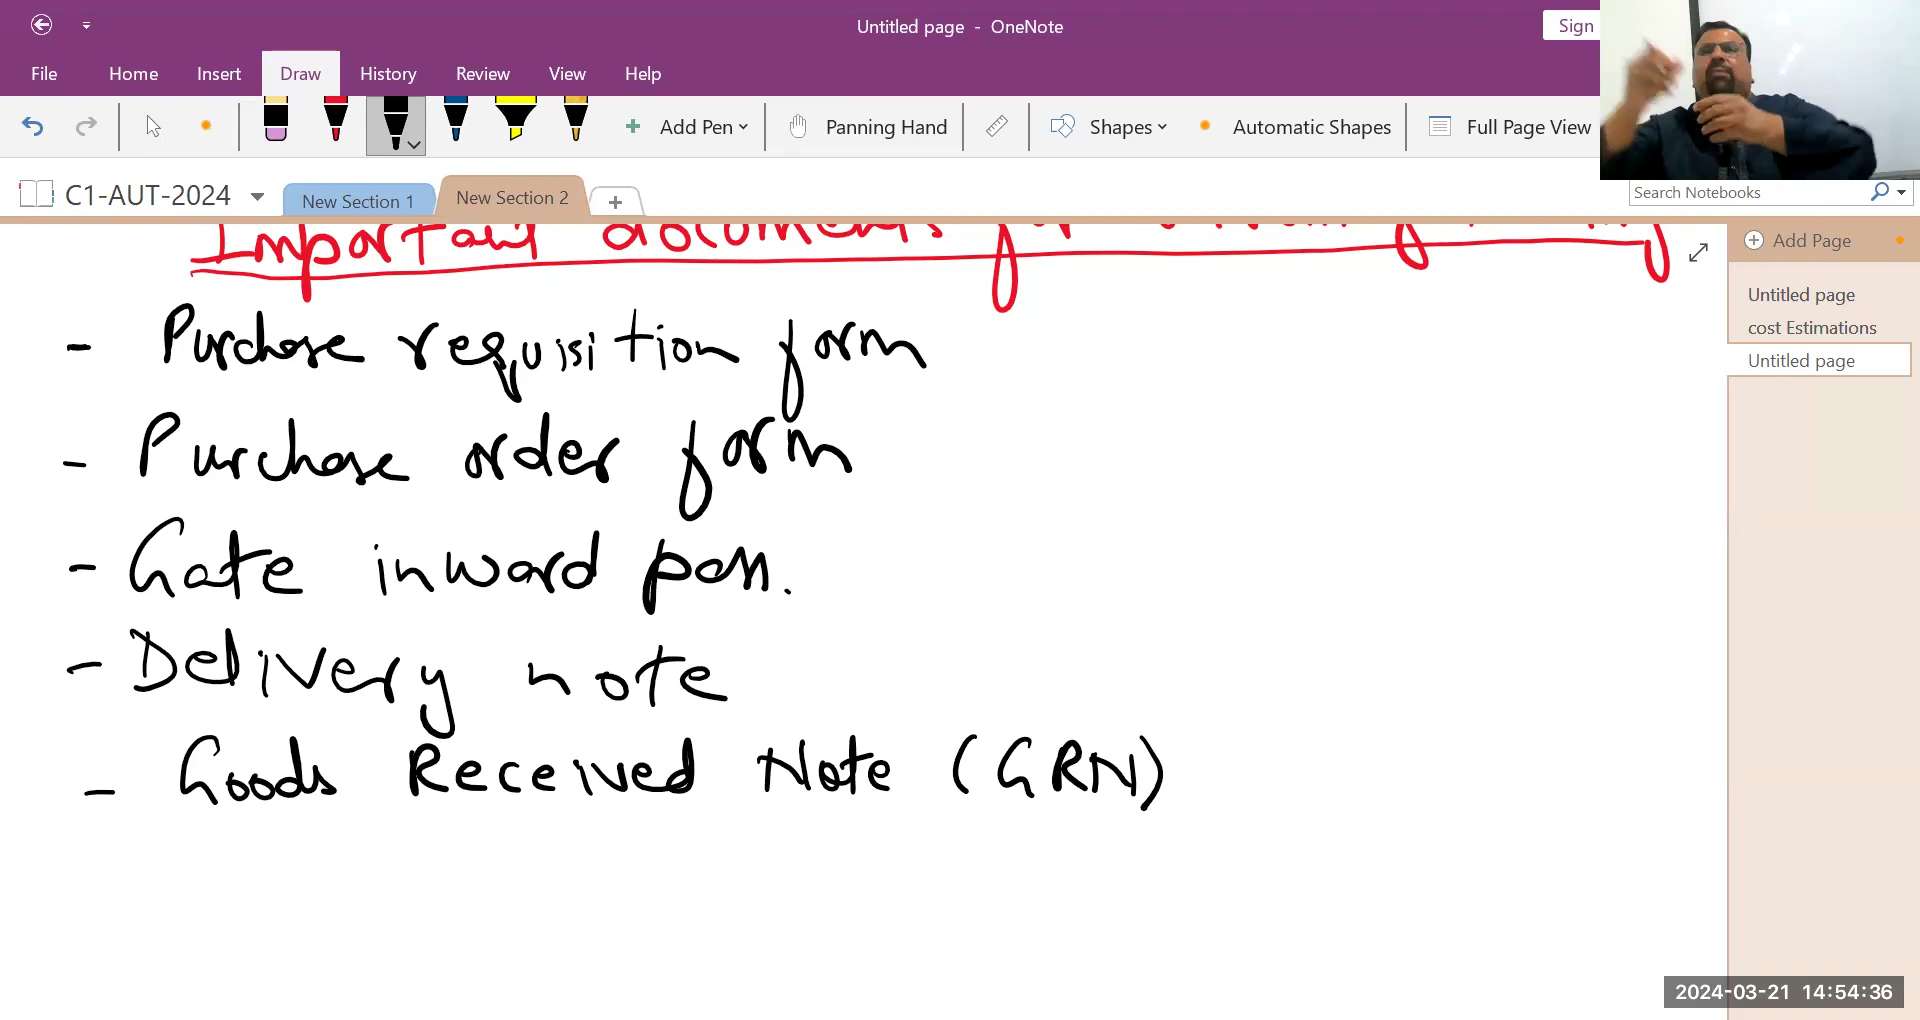 Untitled page - OneNote
Sign
File Home Insert Draw History Review View Help
Add Pen Panning Hand Shapes Automatic Shapes Full Page View
C1-AUT-2024 New Section 1 New Section 2
Search Notebooks
Important documents for
Add Page
Untitled page
cost Estimations
Untitled page
- Purchase requisition form
- Purchase order form
- Gate inward pass.
- Delivery note
- Goods Received Note (GRN)
2024-03-21 14:54:36